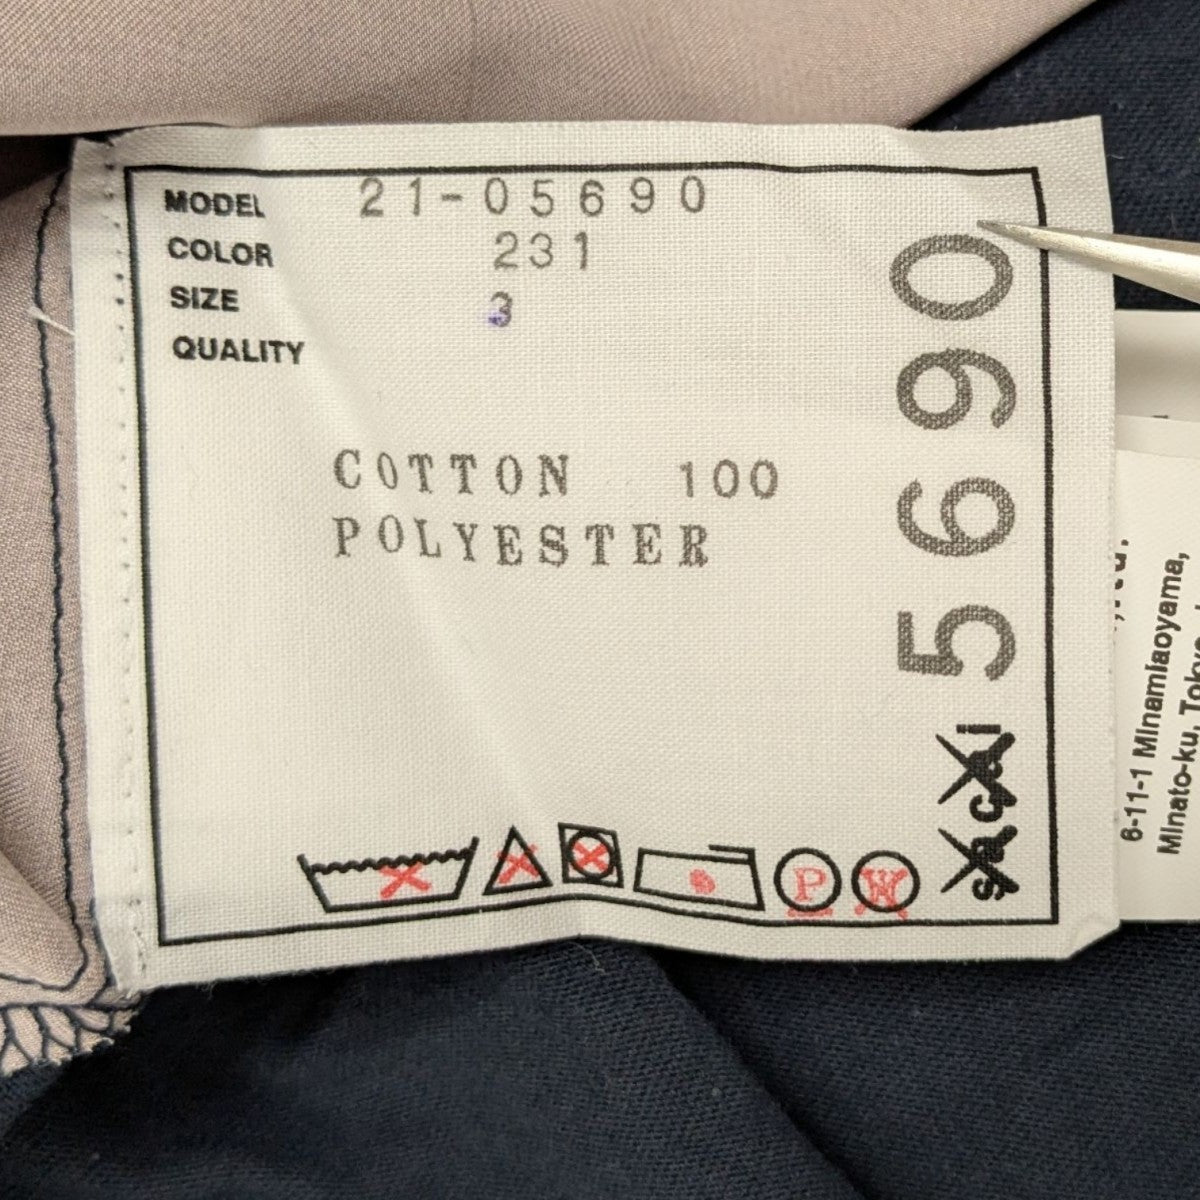 MODEL 21-05690
COLOR 231
SIZE 3
QUALITY
COTTON 100
POLYESTER
5690
sacai
P
W
6-11-1 Minamiaoyama,
Minato-ku, Tokyo